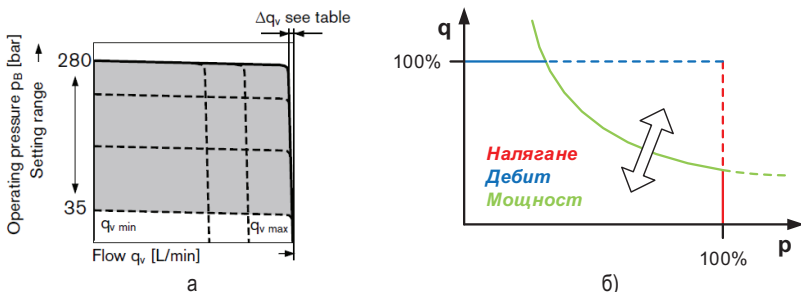 Δqv see table
Operating pressure pB [bar]
Setting range
280
35
qv min
qv max
Flow qv [L/min]
а
q
100%
Налягане
Дебит
Мощност
100%
p
б)